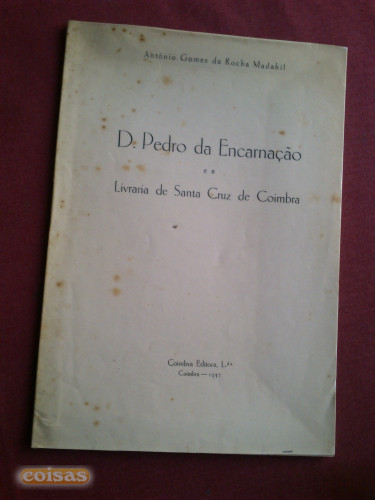 António Gomes da Rocha Madahil
D. Pedro da Encarnação
e a
Livraria de Santa Cruz de Coimbra
Coimbra Editora, L.da
Coimbra —
coisas